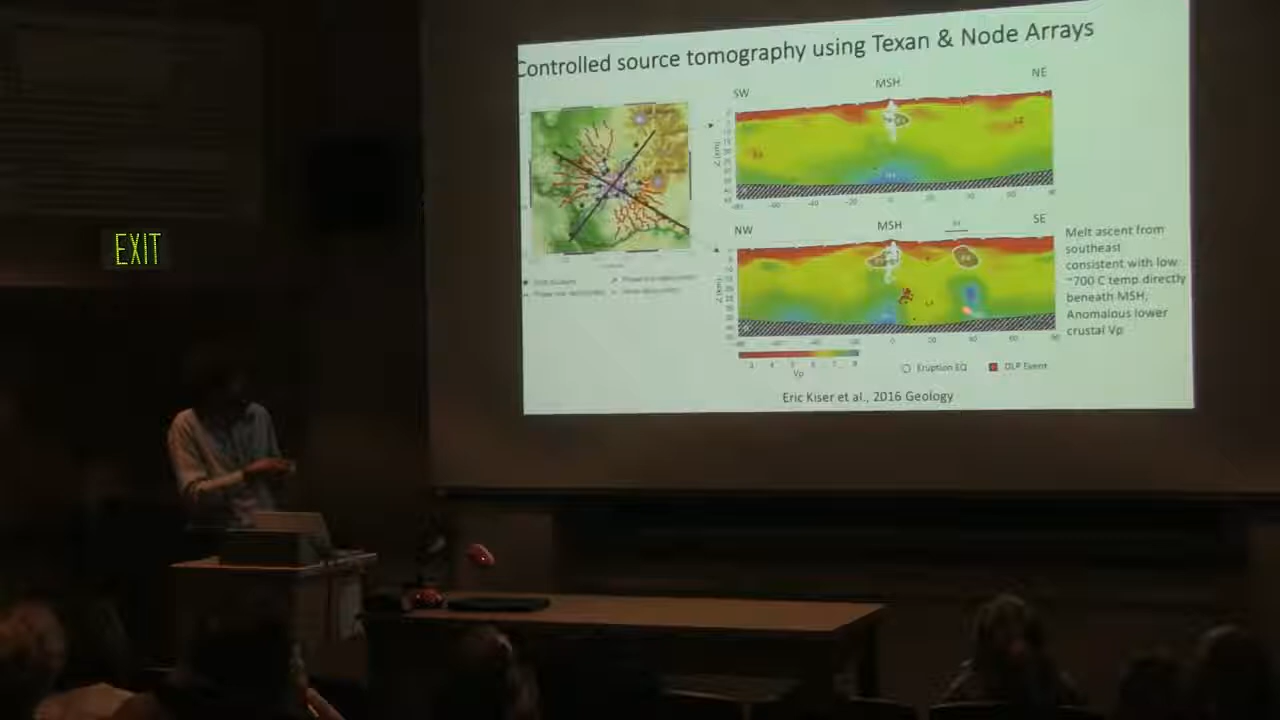 Controlled source tomography using Texan & Node Arrays
SW
MSH
NE
NW
MSH
SE
Melt ascent from
southeast
consistent with low
~700 C temp directly
beneath MSH;
Anomalous lower
crustal Vp
Vp
Eruption EQ
DLP Event
Eric Kiser et al., 2016 Geology
EXIT